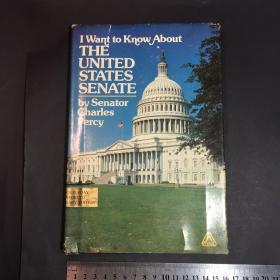 I Want to Know About
THE
UNITED
STATES
SENATE
by Senator
Charles
Percy